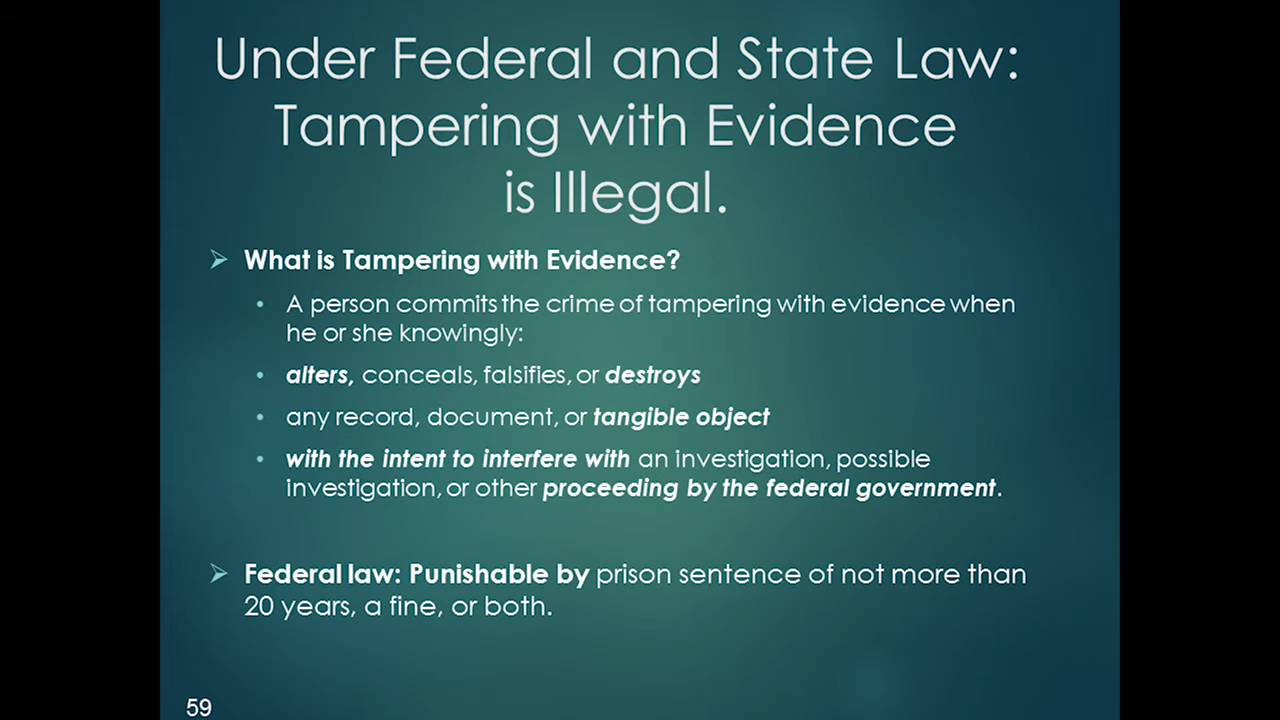 Under Federal and State Law:
Tampering with Evidence
is Illegal.
What is Tampering with Evidence?
• A person commits the crime of tampering with evidence when
he or she knowingly:
• alters, conceals, falsifies, or destroys
• any record, document, or tangible object
• with the intent to interfere with an investigation, possible
investigation, or other proceeding by the federal government.
Federal law: Punishable by prison sentence of not more than
20 years, a fine, or both.
59